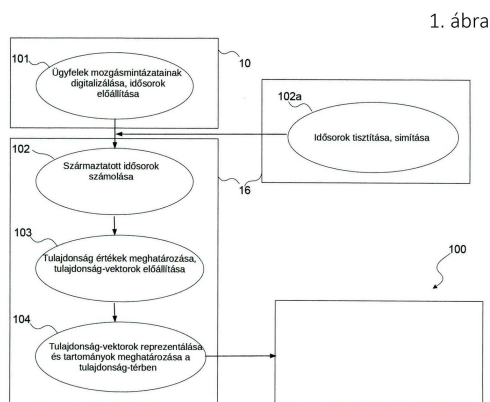 1. ábra
101
Ügyfelek mozgásmintázatainak
digitalizálása, idősorok
előállítása
10
102a
Idősorok tisztítása, simítása
102
Származtatott idősorok
számolása
16
103
Tulajdonság értékek meghatározása,
tulajdonság-vektorok előállítása
100
104
Tulajdonság-vektorok reprezentálása
és tartományok meghatározása a
tulajdonság-térben